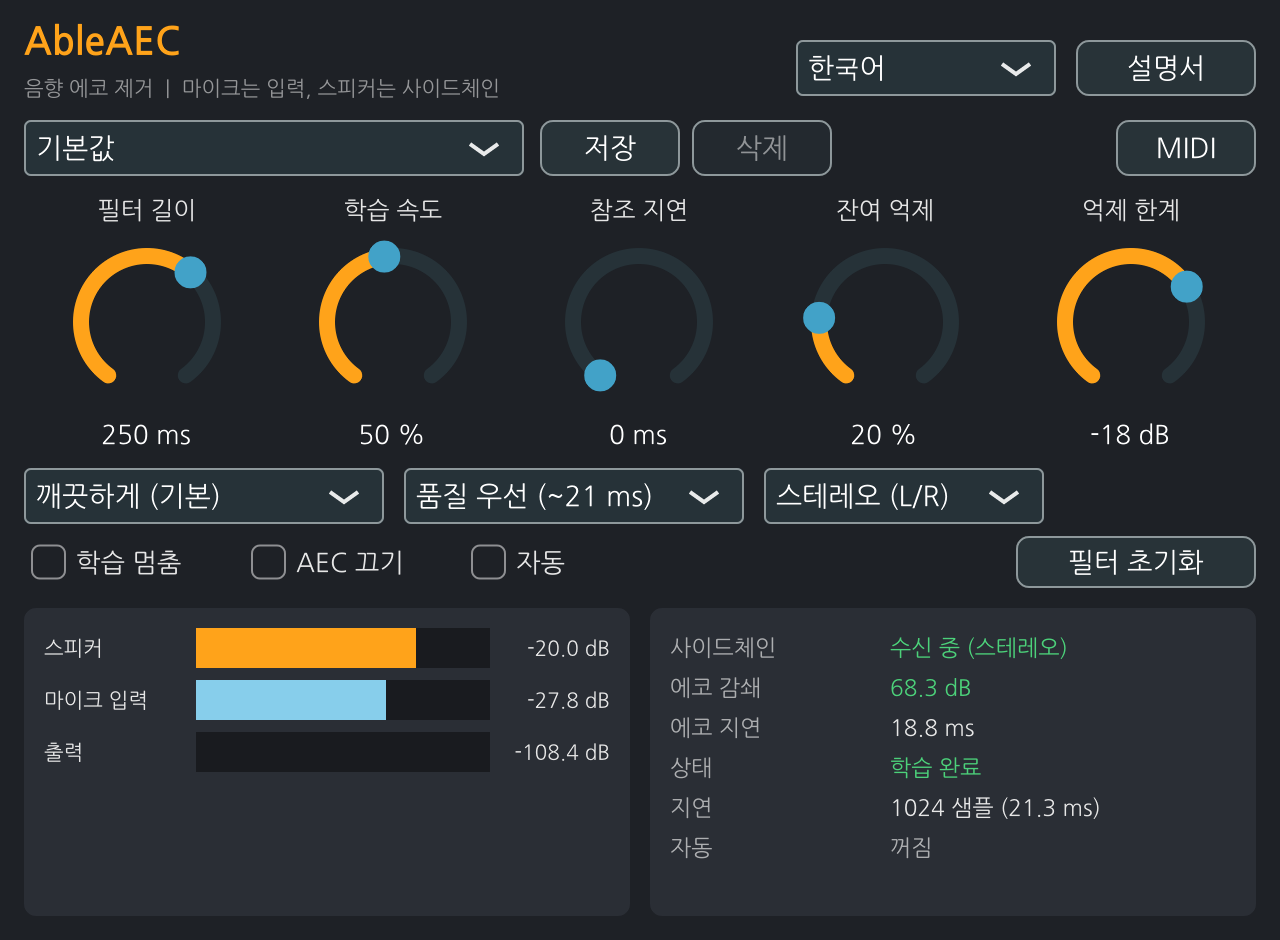 AbleAEC
음향 에코 제거 | 마이크는 입력, 스피커는 사이드체인
한국어
설명서
기본값
저장
삭제
MIDI
필터 길이
학습 속도
참조 지연
잔여 억제
억제 한계
250 ms
50 %
0 ms
20 %
-18 dB
깨끗하게 (기본)
품질 우선 (~21 ms)
스테레오 (L/R)
학습 멈춤
AEC 끄기
자동
필터 초기화
스피커 -20.0 dB
마이크 입력 -27.8 dB
출력 -108.4 dB
사이드체인 수신 중 (스테레오)
에코 감쇄 68.3 dB
에코 지연 18.8 ms
상태 학습 완료
지연 1024 샘플 (21.3 ms)
자동 꺼짐